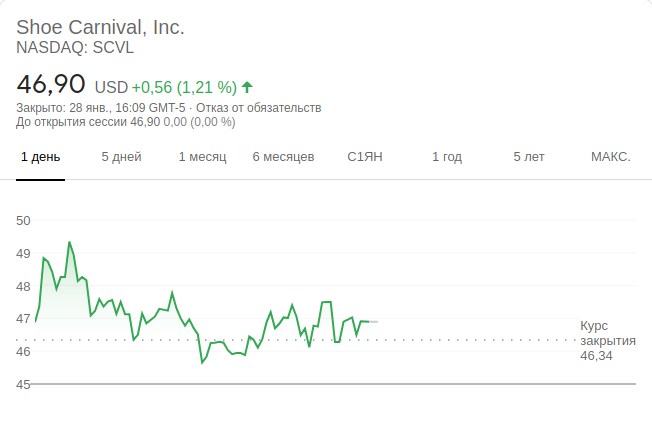 Shoe Carnival, Inc.
NASDAQ: SCVL
46,90 USD +0,56 (1,21 %)
Закрыто: 28 янв., 16:09 GMT-5 · Отказ от обязательств
До открытия сессии 46,90 0,00 (0,00 %)
1 день 5 дней 1 месяц 6 месяцев С1ЯН 1 год 5 лет МАКС.
50
49
48
47
46
45
Курс
закрытия
46,34